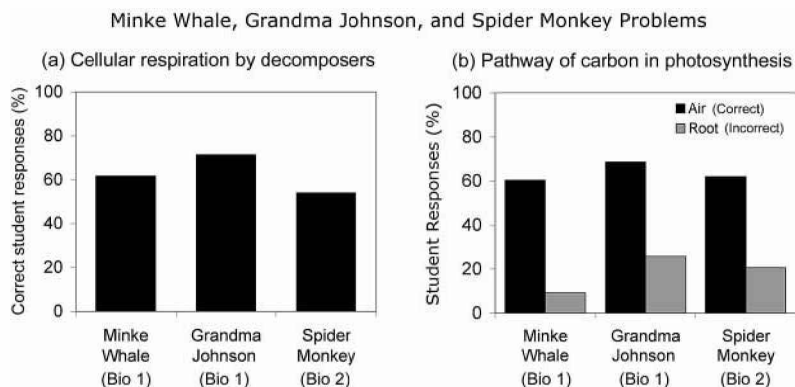 Minke Whale, Grandma Johnson, and Spider Monkey Problems
(a) Cellular respiration by decomposers
Correct student responses (%)
100
80
60
40
20
0
Minke Whale (Bio 1)
Grandma Johnson (Bio 1)
Spider Monkey (Bio 2)
(b) Pathway of carbon in photosynthesis
Student Responses (%)
100
80
60
40
20
0
Air (Correct)
Root (Incorrect)
Minke Whale (Bio 1)
Grandma Johnson (Bio 1)
Spider Monkey (Bio 2)